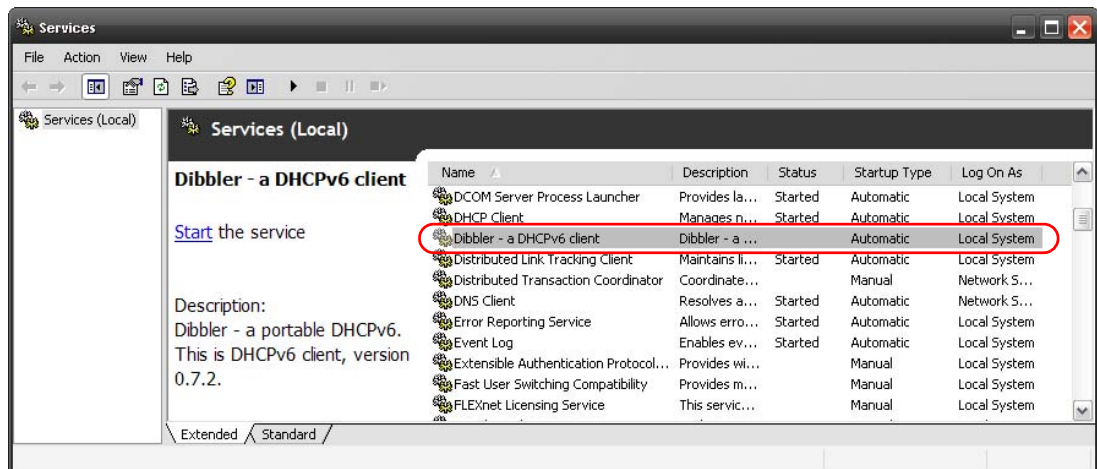 Services
File Action View Help
Services (Local)
Services (Local)
Dibbler - a DHCPv6 client
Start the service
Description:
Dibbler - a portable DHCPv6.
This is DHCPv6 client, version
0.7.2.
Name Description Status Startup Type Log On As
DCOM Server Process Launcher Provides la... Started Automatic Local System
DHCP Client Manages n... Started Automatic Local System
Dibbler - a DHCPv6 client Dibbler - a ... Automatic Local System
Distributed Link Tracking Client Maintains li... Started Automatic Local System
Distributed Transaction Coordinator Coordinate... Manual Network S...
DNS Client Resolves a... Started Automatic Network S...
Error Reporting Service Allows erro... Started Automatic Local System
Event Log Enables ev... Started Automatic Local System
Extensible Authentication Protocol... Provides wi... Manual Local System
Fast User Switching Compatibility Provides m... Manual Local System
FLEXnet Licensing Service This servic... Manual Local System
Extended Standard